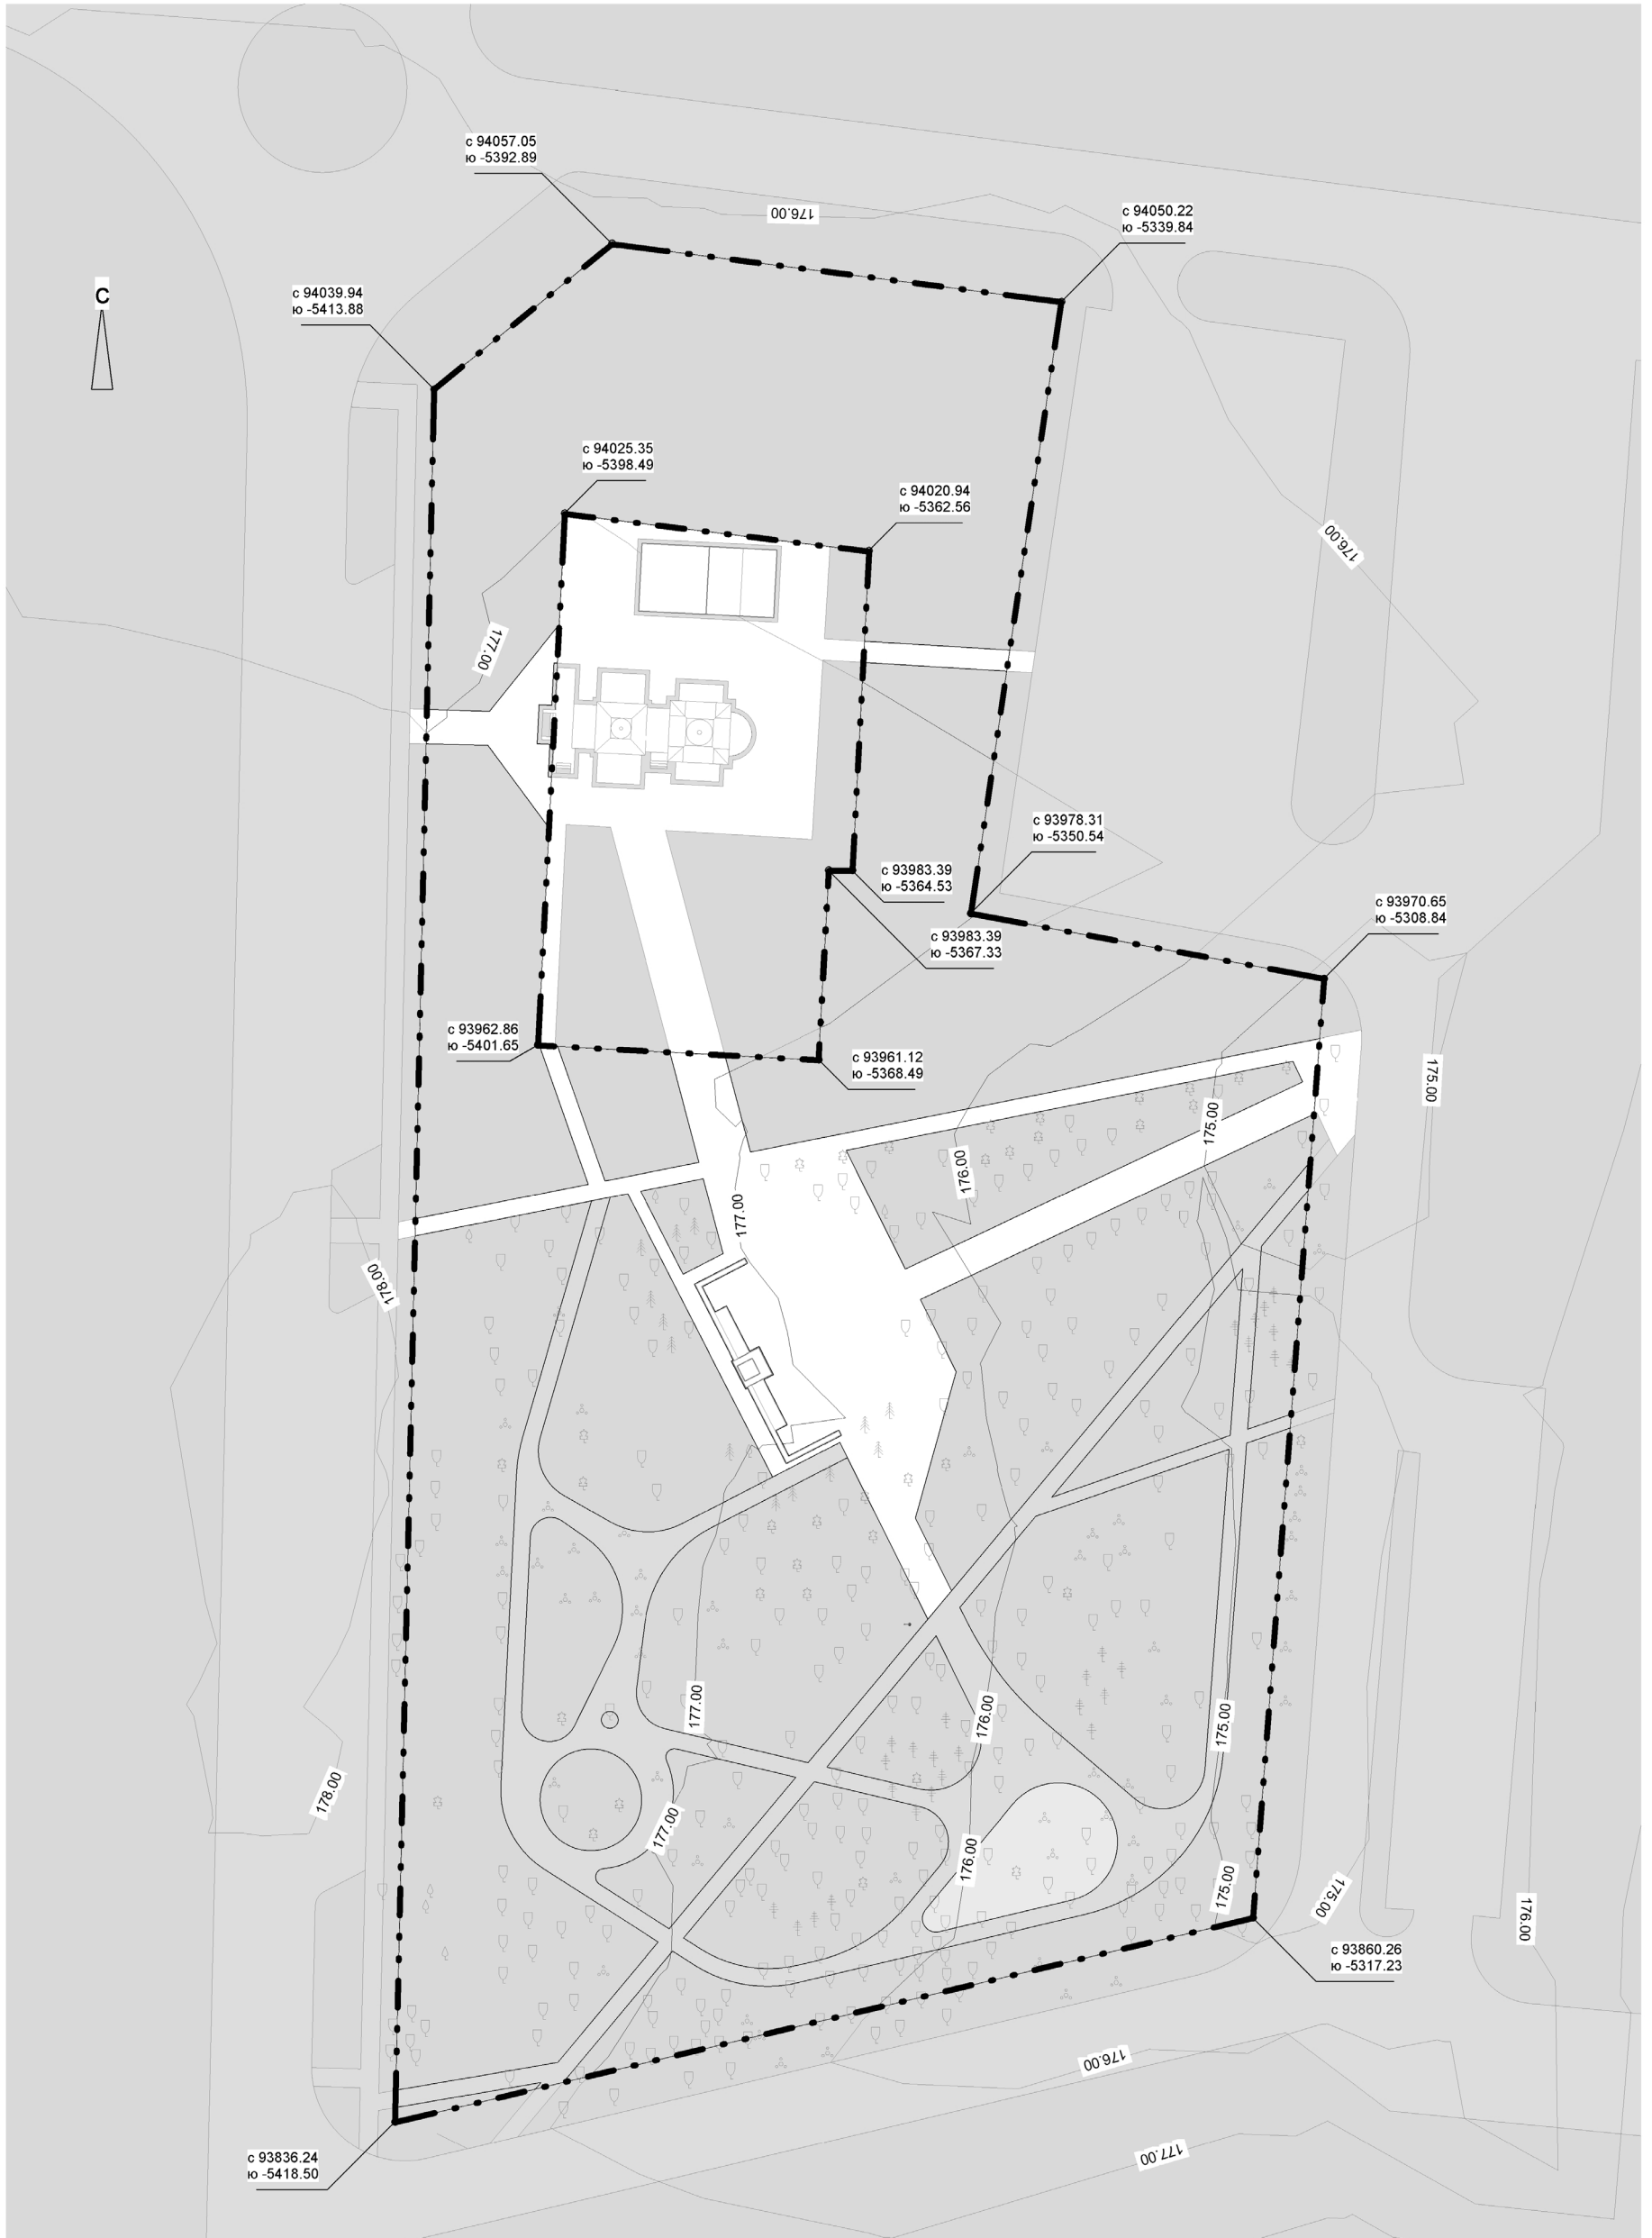 с 94057.05
ю -5392.89
с 94050.22
ю -5339.84
176.00
С
с 94039.94
ю -5413.88
с 94025.35
ю -5398.49
с 94020.94
ю -5362.56
176.00
177.00
с 93978.31
ю -5350.54
с 93983.39
ю -5364.53
с 93970.65
ю -5308.84
с 93983.39
ю -5367.33
с 93962.86
ю -5401.65
с 93961.12
ю -5368.49
175.00
175.00
176.00
177.00
178.00
177.00
176.00
175.00
178.00
177.00
176.00
175.00
175.00
176.00
с 93860.26
ю -5317.23
176.00
177.00
с 93836.24
ю -5418.50